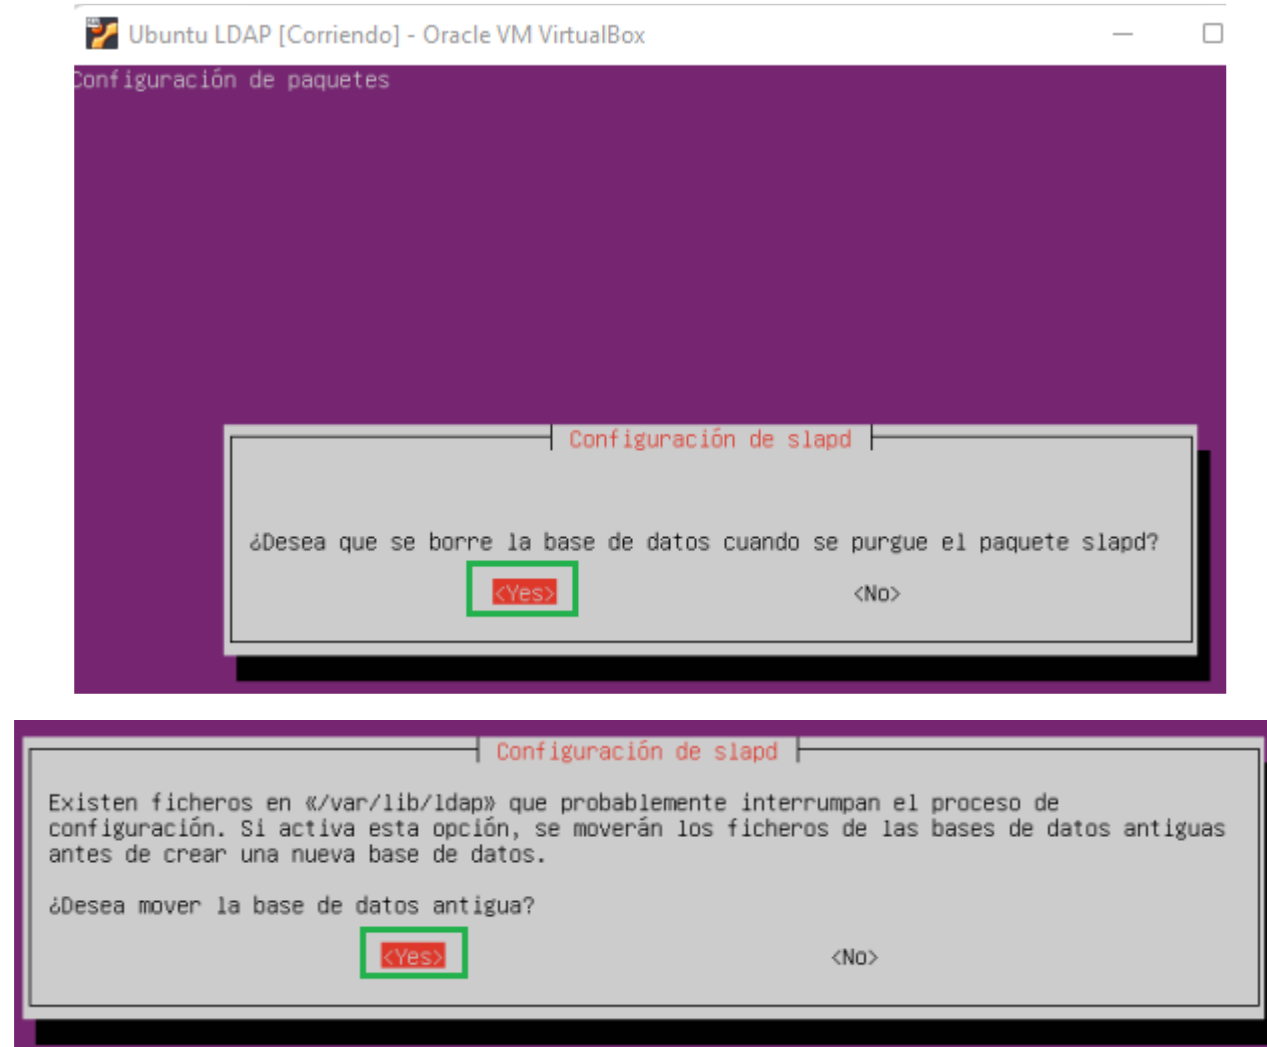 Ubuntu LDAP [Corriendo] - Oracle VM VirtualBox
Configuración de paquetes
Configuración de slapd
¿Desea que se borre la base de datos cuando se purgue el paquete slapd?
<Yes> <No>
Configuración de slapd
Existen ficheros en «/var/lib/ldap» que probablemente interrumpan el proceso de
configuración. Si activa esta opción, se moverán los ficheros de las bases de datos antiguas
antes de crear una nueva base de datos.
¿Desea mover la base de datos antigua?
<Yes> <No>